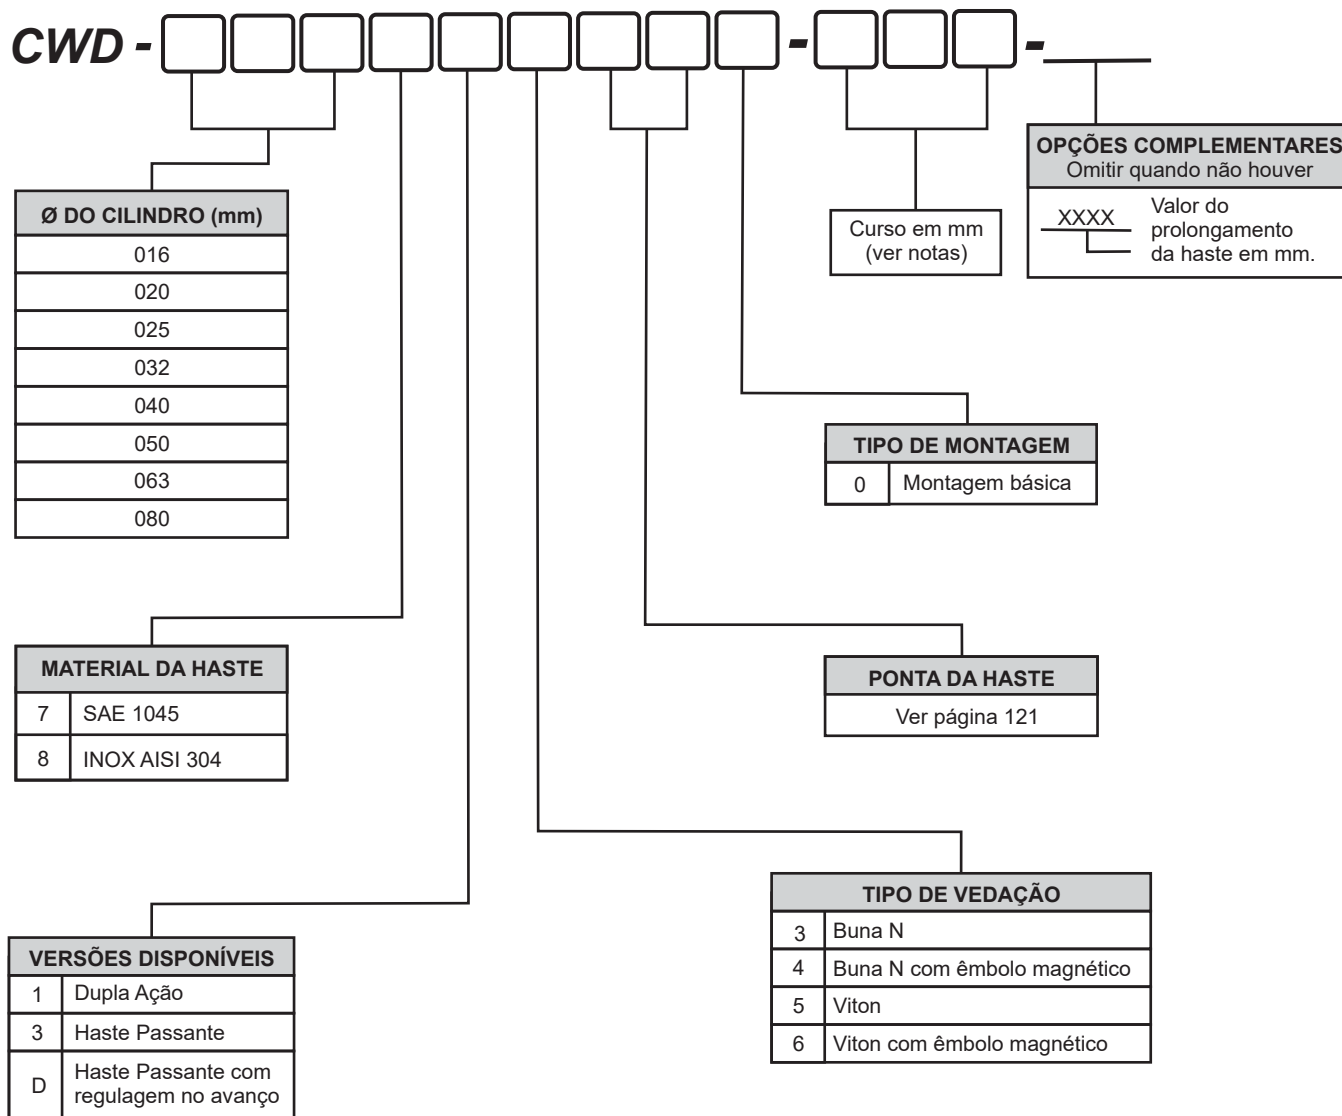 CWD - - -
OPÇÕES COMPLEMENTARES
Omitir quando não houver
XXXX
Valor do
prolongamento
da haste em mm.
Ø DO CILINDRO (mm)
016
020
025
032
040
050
063
080
Curso em mm
(ver notas)
TIPO DE MONTAGEM
0 Montagem básica
MATERIAL DA HASTE
7 SAE 1045
8 INOX AISI 304
PONTA DA HASTE
Ver página 121
VERSÕES DISPONÍVEIS
1 Dupla Ação
3 Haste Passante
D Haste Passante com
regulagem no avanço
TIPO DE VEDAÇÃO
3 Buna N
4 Buna N com êmbolo magnético
5 Viton
6 Viton com êmbolo magnético